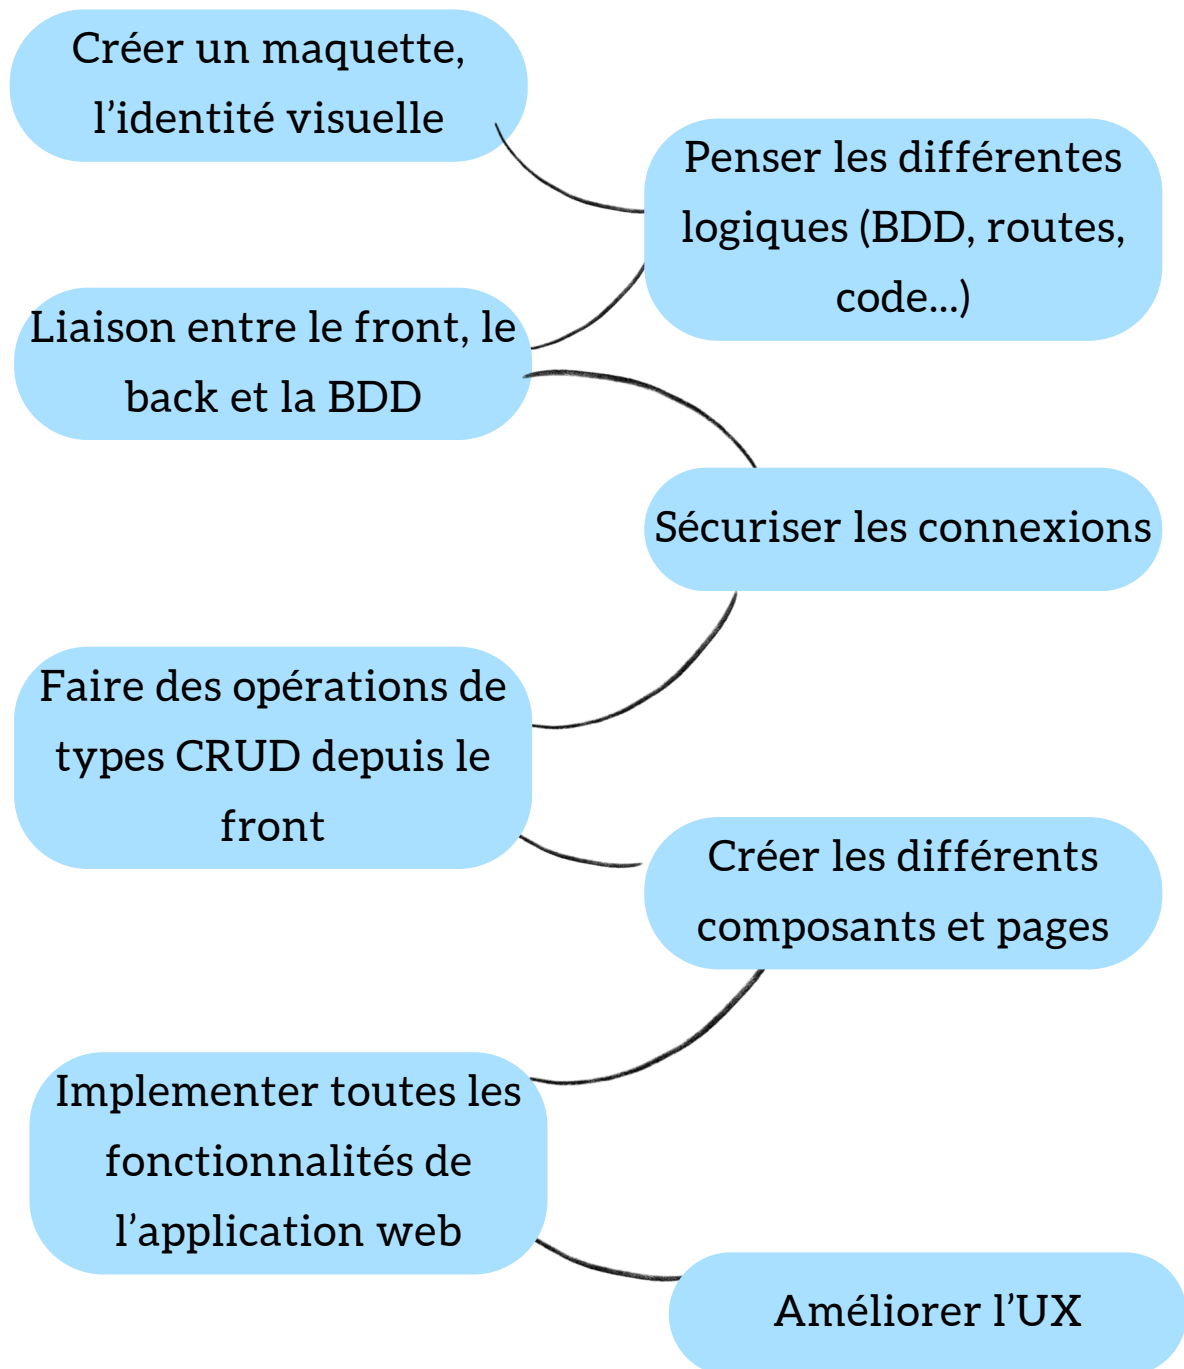 Créer un maquette,
l’identité visuelle
Penser les différentes
logiques (BDD, routes,
code...)
Liaison entre le front, le
back et la BDD
Sécuriser les connexions
Faire des opérations de
types CRUD depuis le
front
Créer les différents
composants et pages
Implementer toutes les
fonctionnalités de
l’application web
Améliorer l’UX